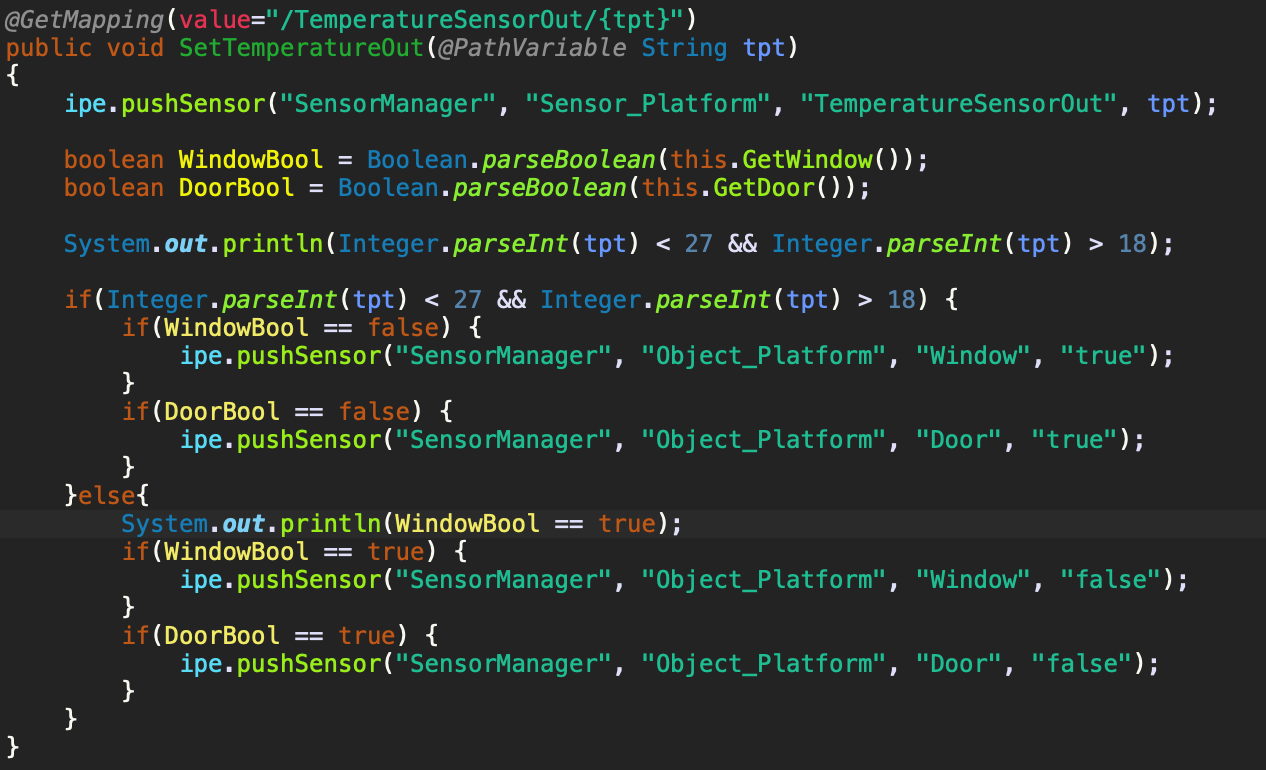 @GetMapping(value="/TemperatureSensorOut/{tpt}")
public void SetTemperatureOut(@PathVariable String tpt)
{
    ipe.pushSensor("SensorManager", "Sensor_Platform", "TemperatureSensorOut", tpt);
    boolean WindowBool = Boolean.parseBoolean(this.GetWindow());
    boolean DoorBool = Boolean.parseBoolean(this.GetDoor());
    System.out.println(Integer.parseInt(tpt) < 27 && Integer.parseInt(tpt) > 18);
    if(Integer.parseInt(tpt) < 27 && Integer.parseInt(tpt) > 18) {
        if(WindowBool == false) {
            ipe.pushSensor("SensorManager", "Object_Platform", "Window", "true");
        }
        if(DoorBool == false) {
            ipe.pushSensor("SensorManager", "Object_Platform", "Door", "true");
        }
    }else{
        System.out.println(WindowBool == true);
        if(WindowBool == true) {
            ipe.pushSensor("SensorManager", "Object_Platform", "Window", "false");
        }
        if(DoorBool == true) {
            ipe.pushSensor("SensorManager", "Object_Platform", "Door", "false");
        }
    }
}